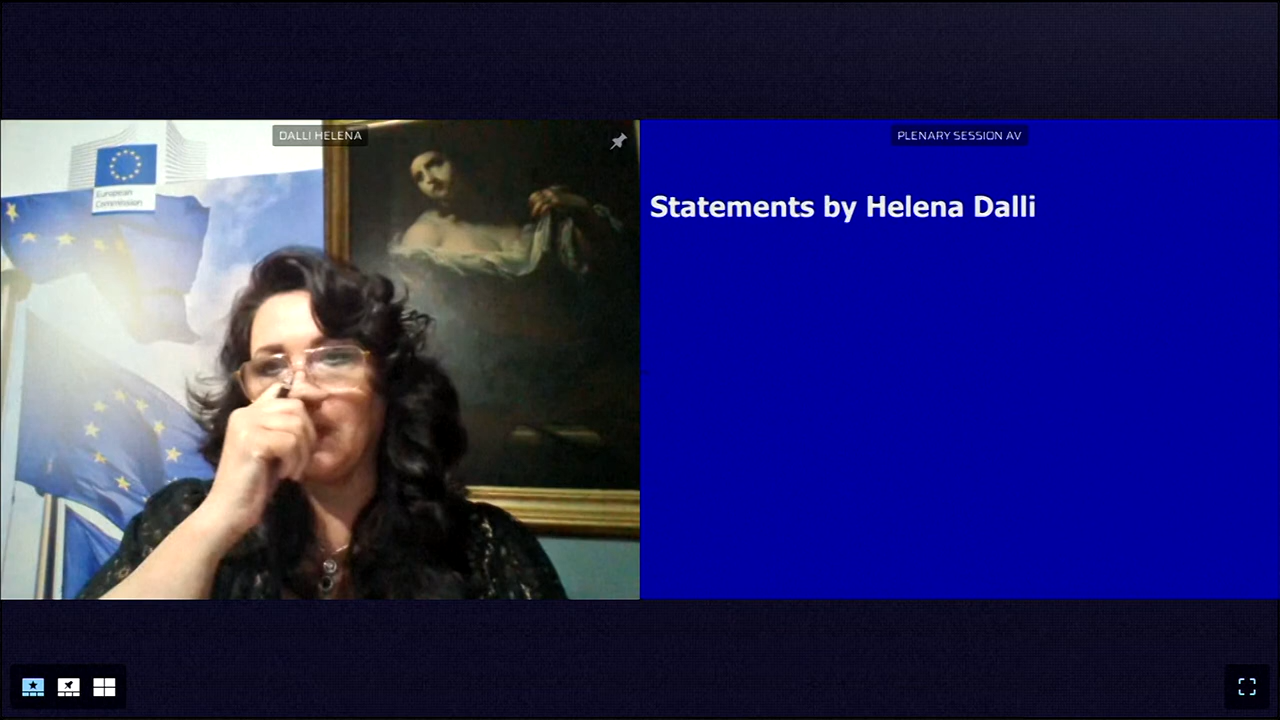 DALLI HELENA
PLENARY SESSION AV
European
Commission
Statements by Helena Dalli